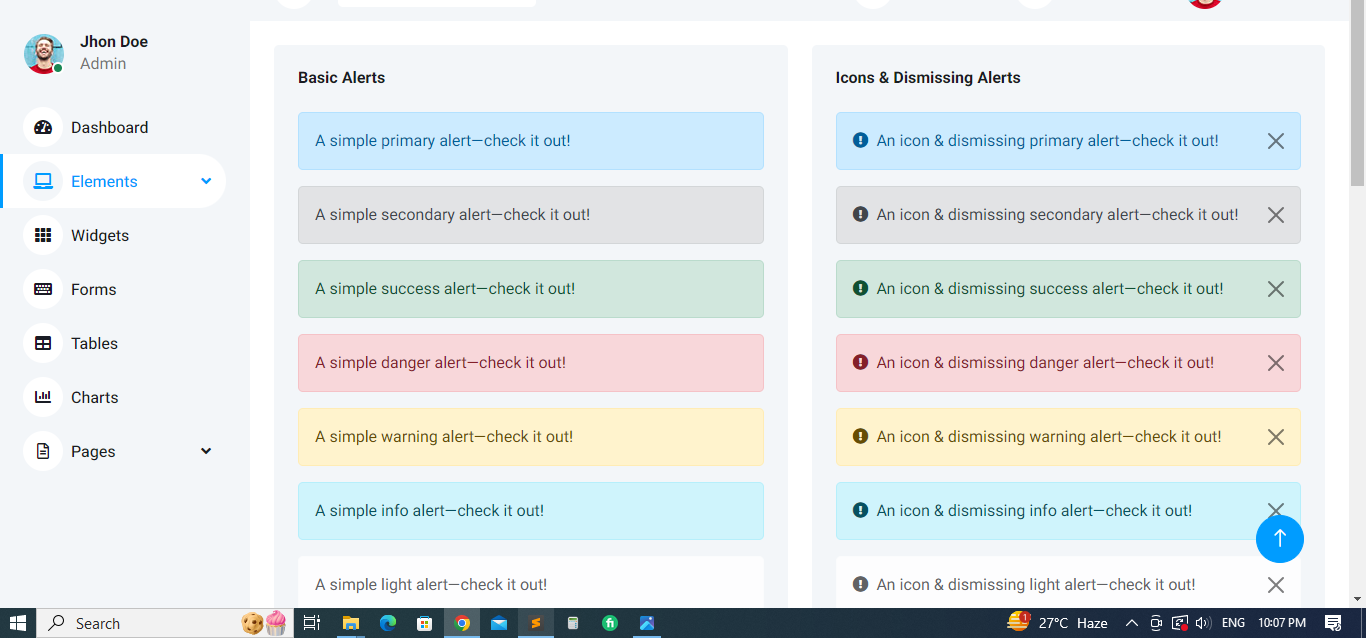 Jhon Doe
Admin
Dashboard
Elements
Widgets
Forms
Tables
Charts
Pages
Basic Alerts
A simple primary alert—check it out!
A simple secondary alert—check it out!
A simple success alert—check it out!
A simple danger alert—check it out!
A simple warning alert—check it out!
A simple info alert—check it out!
A simple light alert—check it out!
Icons & Dismissing Alerts
An icon & dismissing primary alert—check it out!
An icon & dismissing secondary alert—check it out!
An icon & dismissing success alert—check it out!
An icon & dismissing danger alert—check it out!
An icon & dismissing warning alert—check it out!
An icon & dismissing info alert—check it out!
An icon & dismissing light alert—check it out!
Search
fi
1
27°C Haze
ENG
10:07 PM